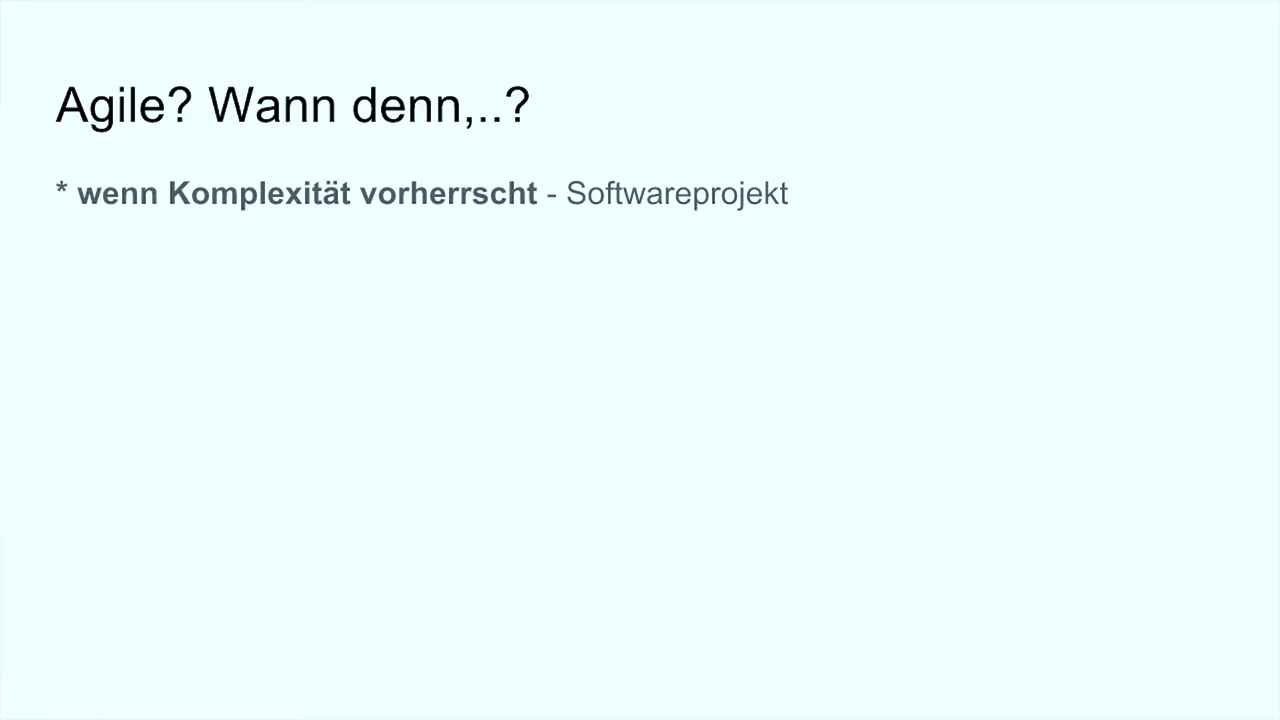 Agile? Wann denn,..?
* wenn Komplexität vorherrscht - Softwareprojekt